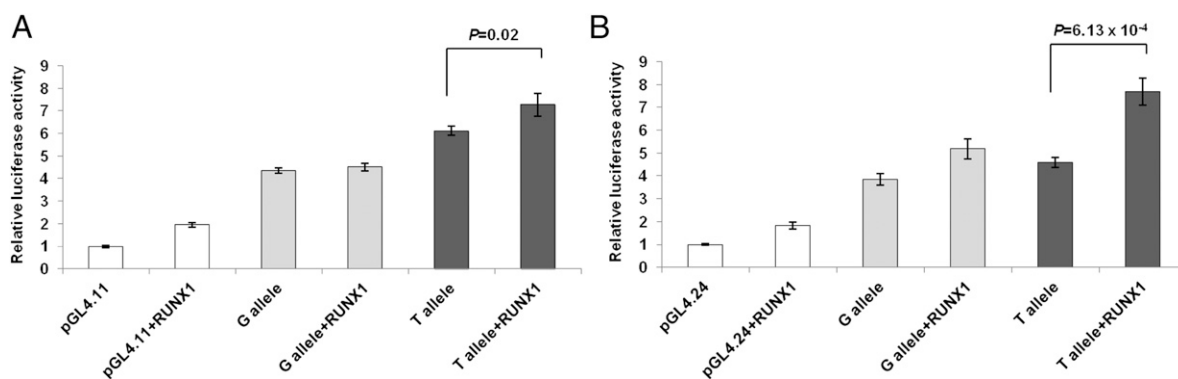 A
P=0.02
Relative luciferase activity
9
8
7
6
5
4
3
2
1
0
pGL4.11
pGL4.11+RUNX1
G allele
G allele+RUNX1
T allele
T allele+RUNX1
B
P=6.13 x 10⁻⁴
Relative luciferase activity
9
8
7
6
5
4
3
2
1
0
pGL4.24
pGL4.24+RUNX1
G allele
G allele+RUNX1
T allele
T allele+RUNX1